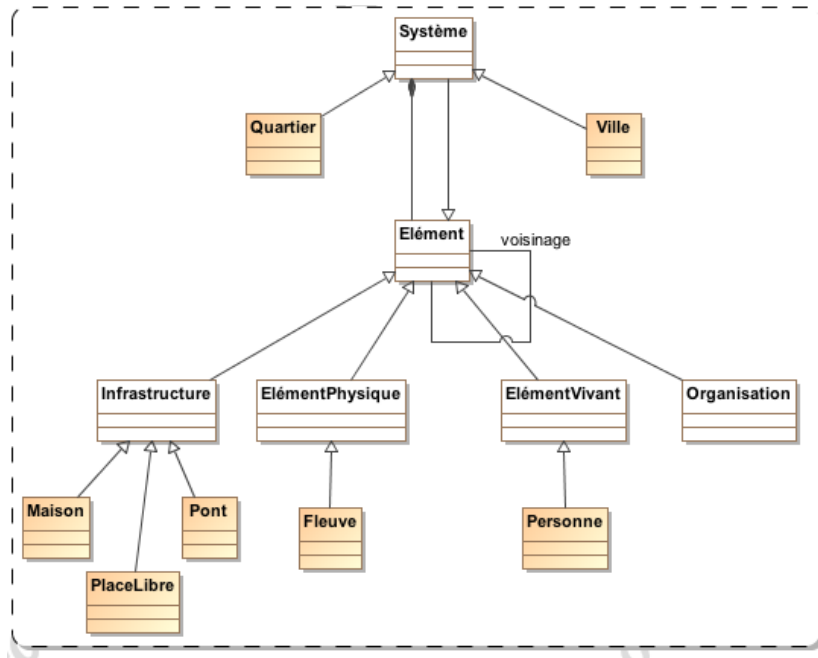 Système
Quartier
Ville
Elément
voisinage
Infrastructure
ElémentPhysique
ElémentVivant
Organisation
Maison
Pont
Fleuve
Personne
PlaceLibre